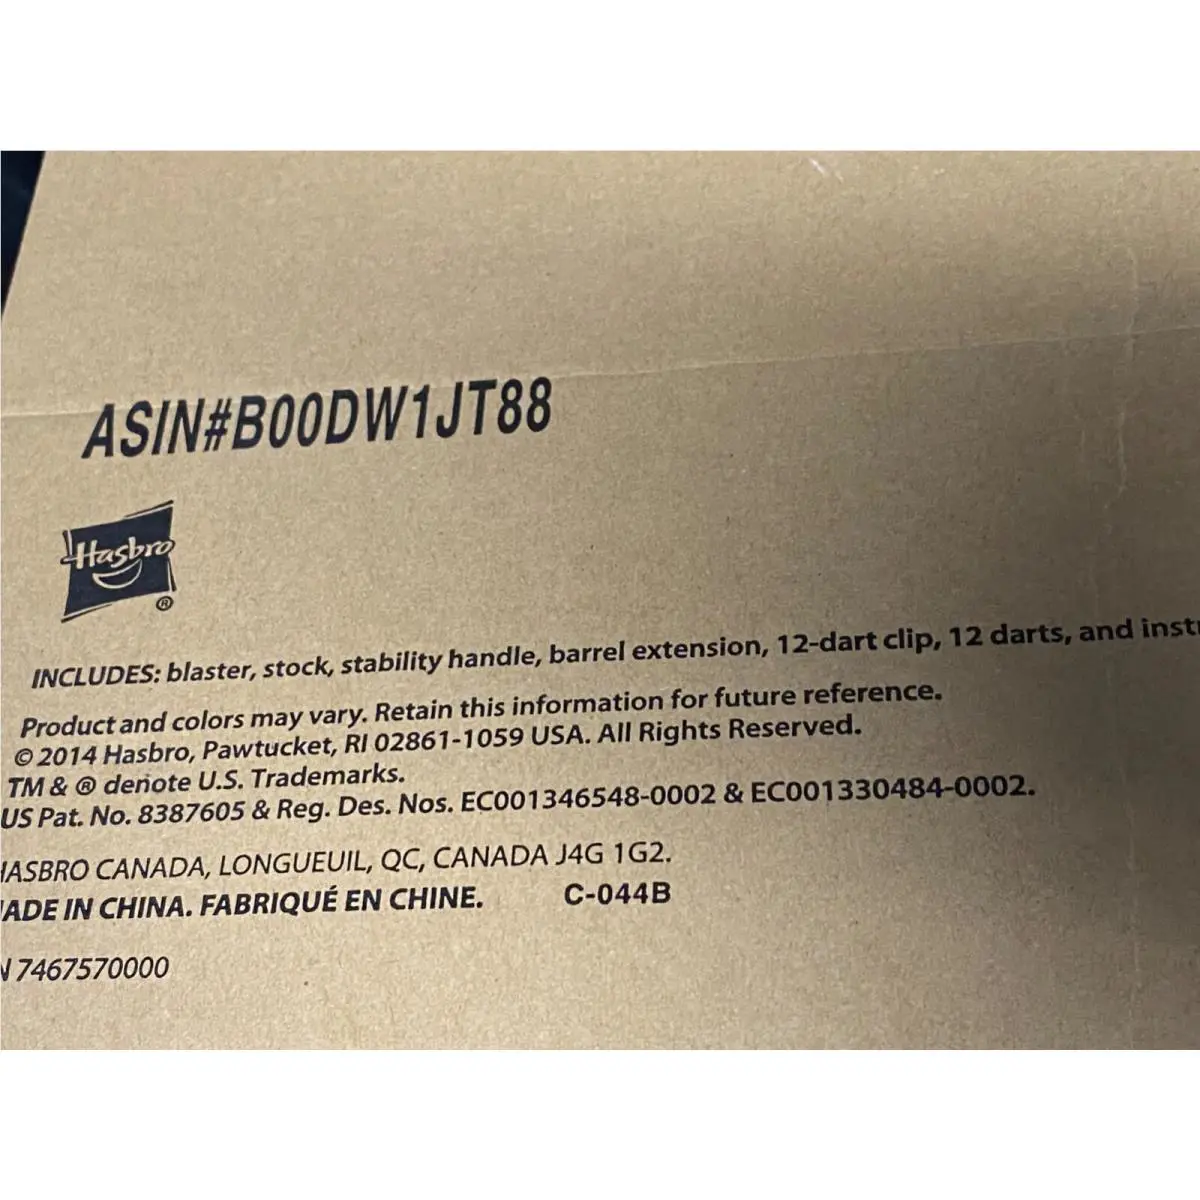 ASIN#B00DW1JT88
Hasbro
®
INCLUDES: blaster, stock, stability handle, barrel extension, 12-dart clip, 12 darts, and
Product and colors may vary. Retain this information for future reference.
© 2014 Hasbro, Pawtucket, RI 02861-1059 USA. All Rights Reserved.
TM & ® denote U.S. Trademarks.
US Pat. No. 8387605 & Reg. Des. Nos. EC001346548-0002 & EC001330484-0002.
HASBRO CANADA, LONGUEUIL, QC, CANADA J4G 1G2.
MADE IN CHINA. FABRIQUÉ EN CHINE. C-044B
7467570000